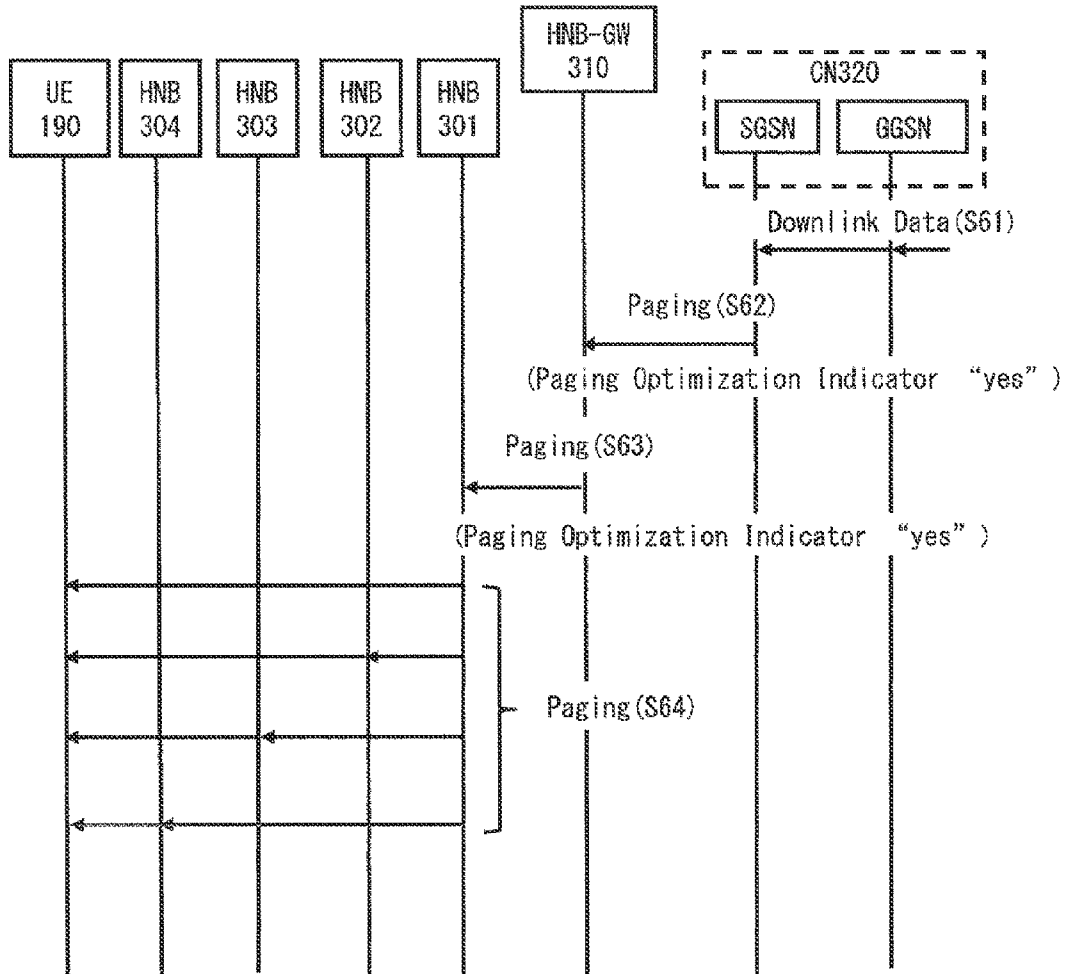 HNB-GW
310
CN320
UE
190
HNB
304
HNB
303
HNB
302
HNB
301
SGSN
GGSN
Downlink Data(S61)
Paging(S62)
(Paging Optimization Indicator “yes”)
Paging(S63)
(Paging Optimization Indicator “yes”)
Paging(S64)